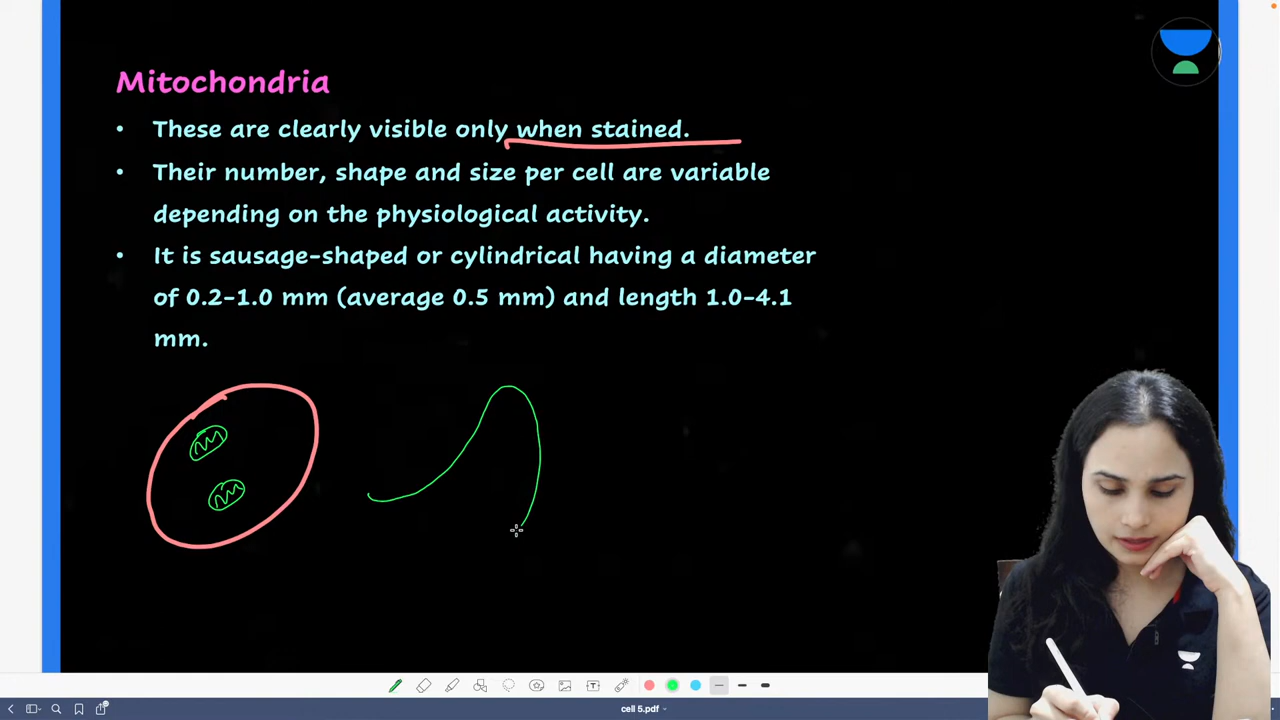 Mitochondria
• These are clearly visible only when stained.
• Their number, shape and size per cell are variable
depending on the physiological activity.
• It is sausage-shaped or cylindrical having a diameter
of 0.2-1.0 mm (average 0.5 mm) and length 1.0-4.1
mm.
cell 5.pdf